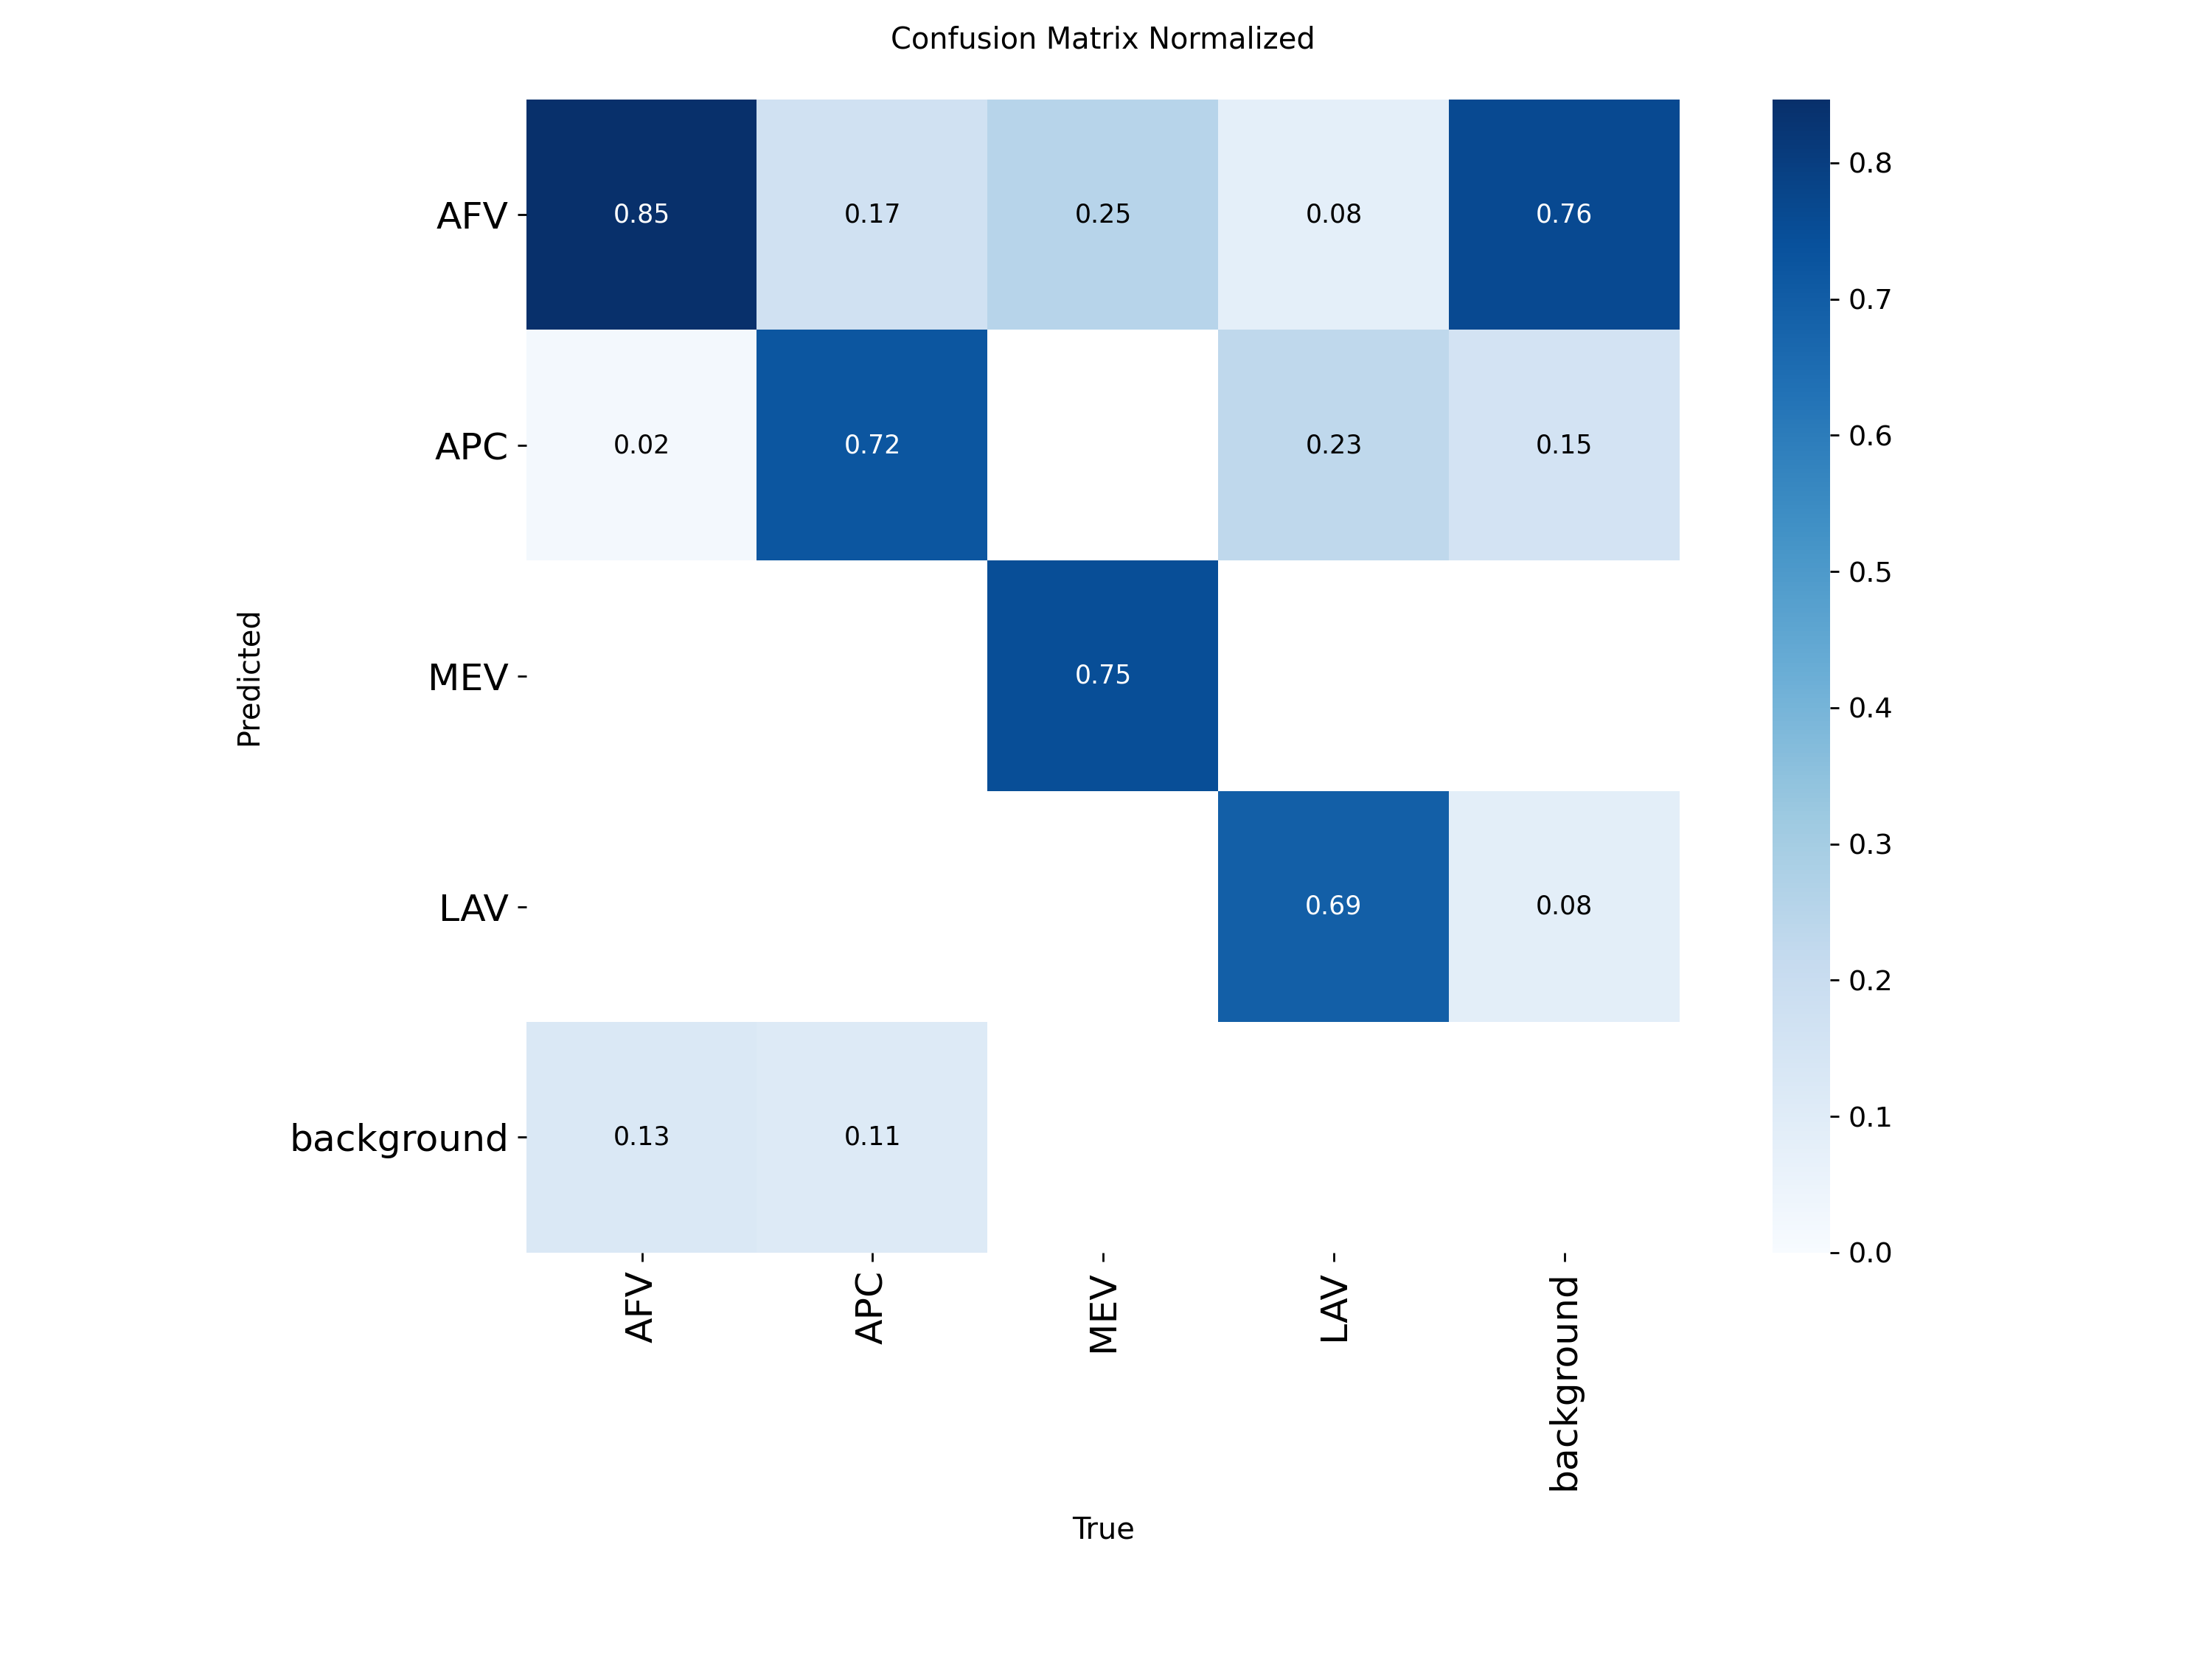 Confusion Matrix Normalized
AFV 0.85 0.17 0.25 0.08 0.76
APC 0.02 0.72 0.23 0.15
MEV 0.75
LAV 0.69 0.08
background 0.13 0.11
AFV APC MEV LAV background
Predicted
True
0.8
0.7
0.6
0.5
0.4
0.3
0.2
0.1
0.0